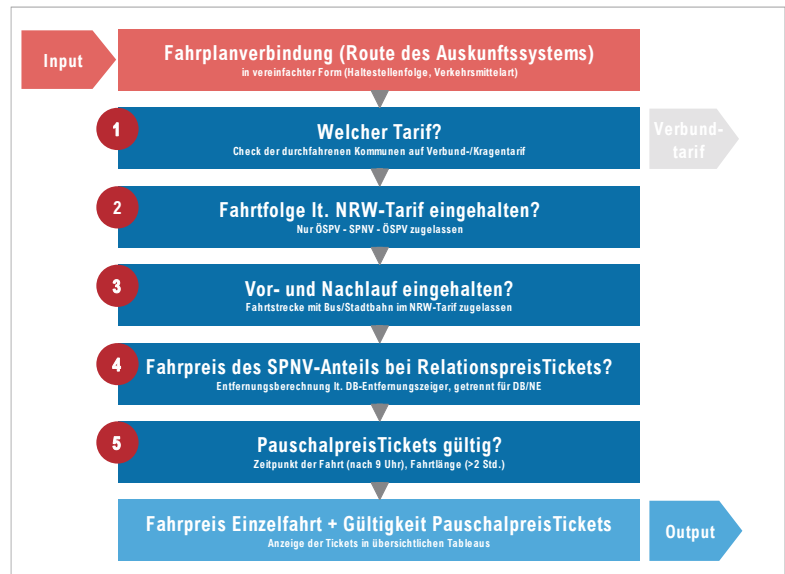 Input
Fahrplanverbindung (Route des Auskunftssystems)
in vereinfachter Form (Haltestellenfolge, Verkehrsmittelart)
1
Welcher Tarif?
Check der durchfahrenen Kommunen auf Verbund-/Kragentarif
Verbund-
tarif
2
Fahrtfolge lt. NRW-Tarif eingehalten?
Nur ÖSPV - SPNV - ÖSPV zugelassen
3
Vor- und Nachlauf eingehalten?
Fahrtstrecke mit Bus/Stadtbahn im NRW-Tarif zugelassen
4
Fahrpreis des SPNV-Anteils bei RelationspreisTickets?
Entfernungsberechnung lt. DB-Entfernungszeiger, getrennt für DB/NE
5
PauschalpreisTickets gültig?
Zeitpunkt der Fahrt (nach 9 Uhr), Fahrtlänge (>2 Std.)
Fahrpreis Einzelfahrt + Gültigkeit PauschalpreisTickets
Anzeige der Tickets in übersichtlichen Tableaus
Output